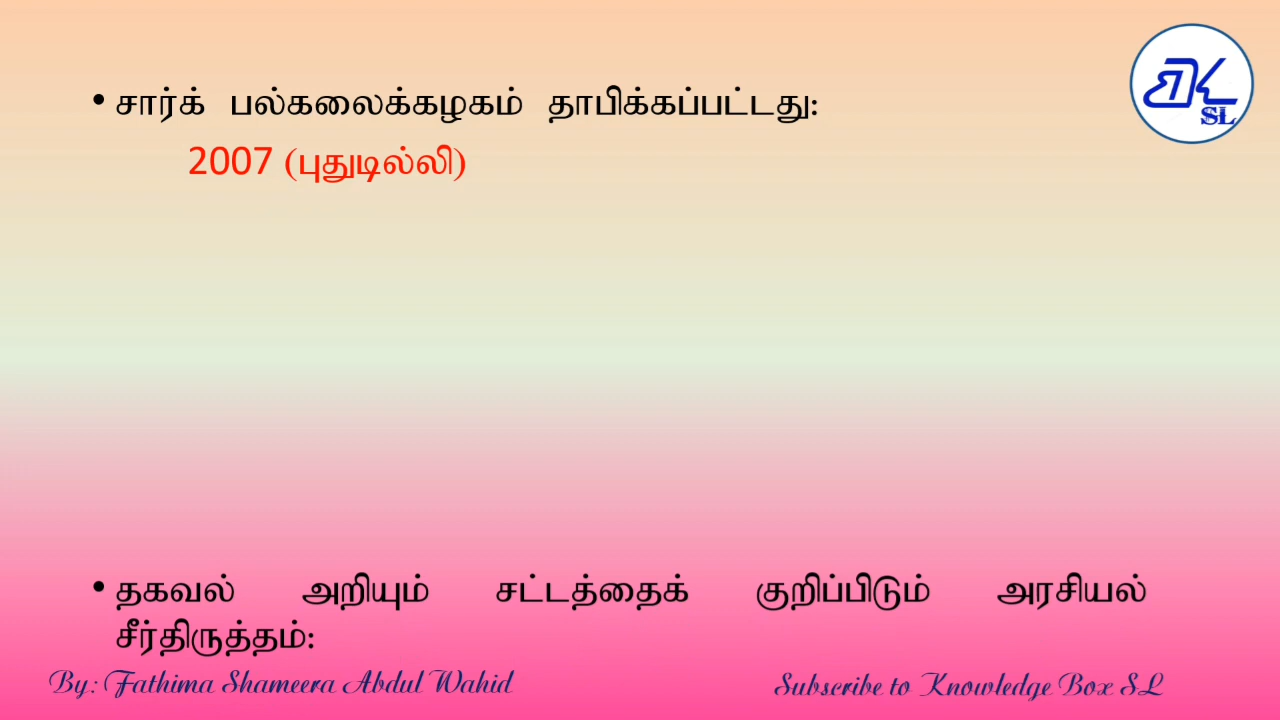 • சார்க் பல்கலைக்கழகம் தாபிக்கப்பட்டது:
2007 (புதுடில்லி)
• தகவல் அறியும் சட்டத்தைக் குறிப்பிடும் அரசியல்
சீர்திருத்தம்:
By: Fathima Shameera Abdul Wahid
Subscribe to Knowledge Box SL
BK
SL